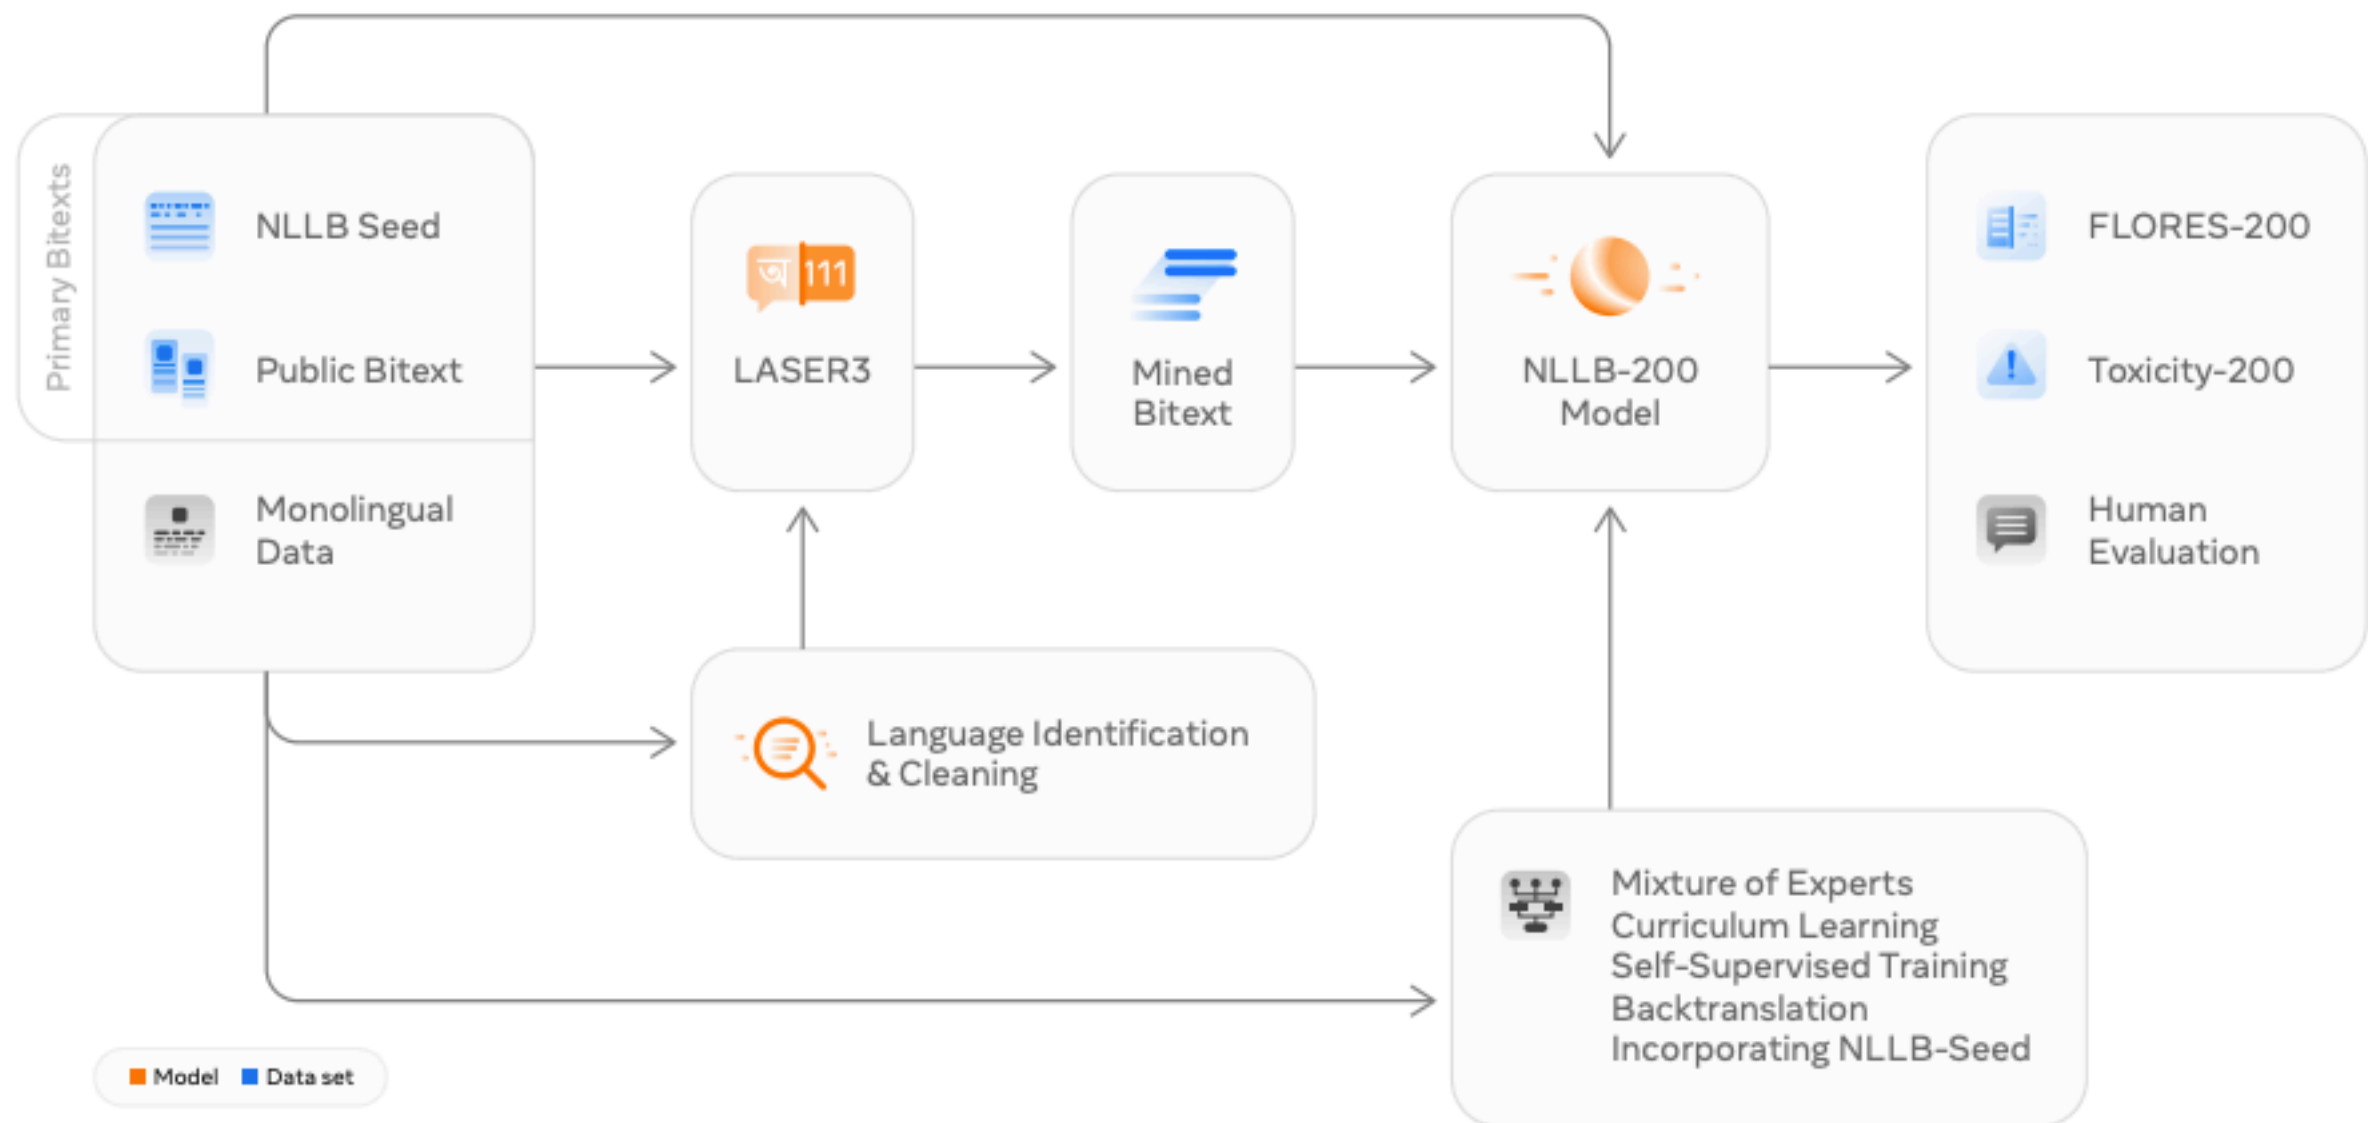 Primary Bitexts
NLLB Seed
Public Bitext
Monolingual
Data
অ 111
LASER3
Mined
Bitext
NLLB-200
Model
FLORES-200
Toxicity-200
Human
Evaluation
Language Identification
& Cleaning
Mixture of Experts
Curriculum Learning
Self-Supervised Training
Backtranslation
Incorporating NLLB-Seed
Model
Data set